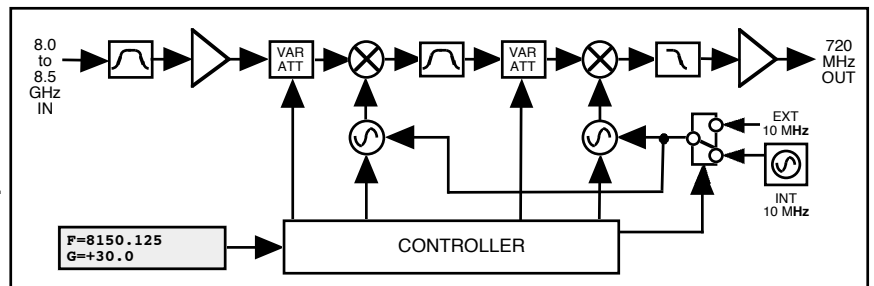 8.0
to
8.5
GHz
IN
VAR
ATT
VAR
ATT
720
MHz
OUT
EXT
10 MHz
INT
10 MHz
F=8150.125
G=+30.0
CONTROLLER